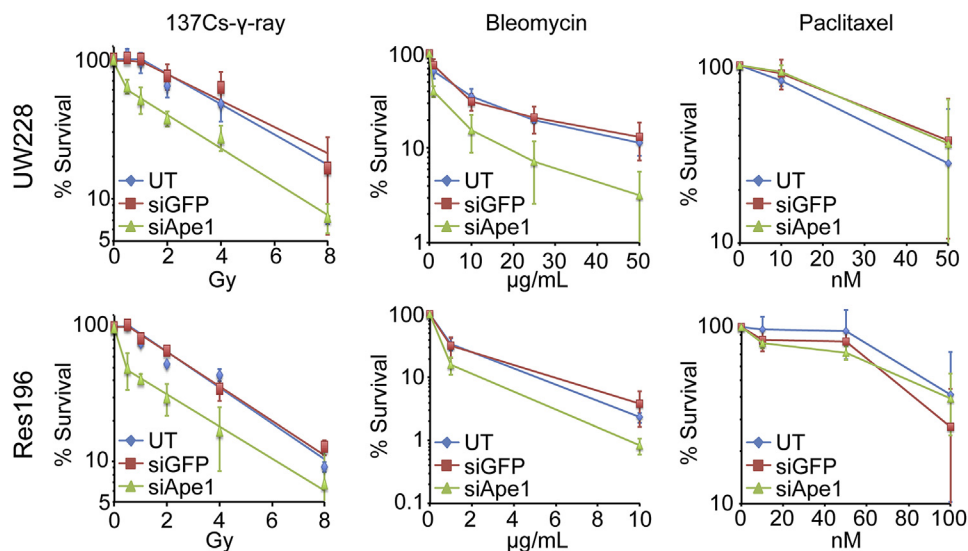 137Cs-γ-ray Bleomycin Paclitaxel
UW228
% Survival
100
10
5
UT
siGFP
siApe1
0 2 4 6 8
Gy
% Survival
100
10
1
UT
siGFP
siApe1
0 10 20 30 40 50
µg/mL
% Survival
100
10
UT
siGFP
siApe1
0 10 20 30 40 50
nM
Res196
% Survival
100
10
5
UT
siGFP
siApe1
0 2 4 6 8
Gy
% Survival
100
10
1
0.1
UT
siGFP
siApe1
0 2 4 6 8 10
µg/mL
% Survival
100
10
UT
siGFP
siApe1
0 20 40 60 80 100
nM